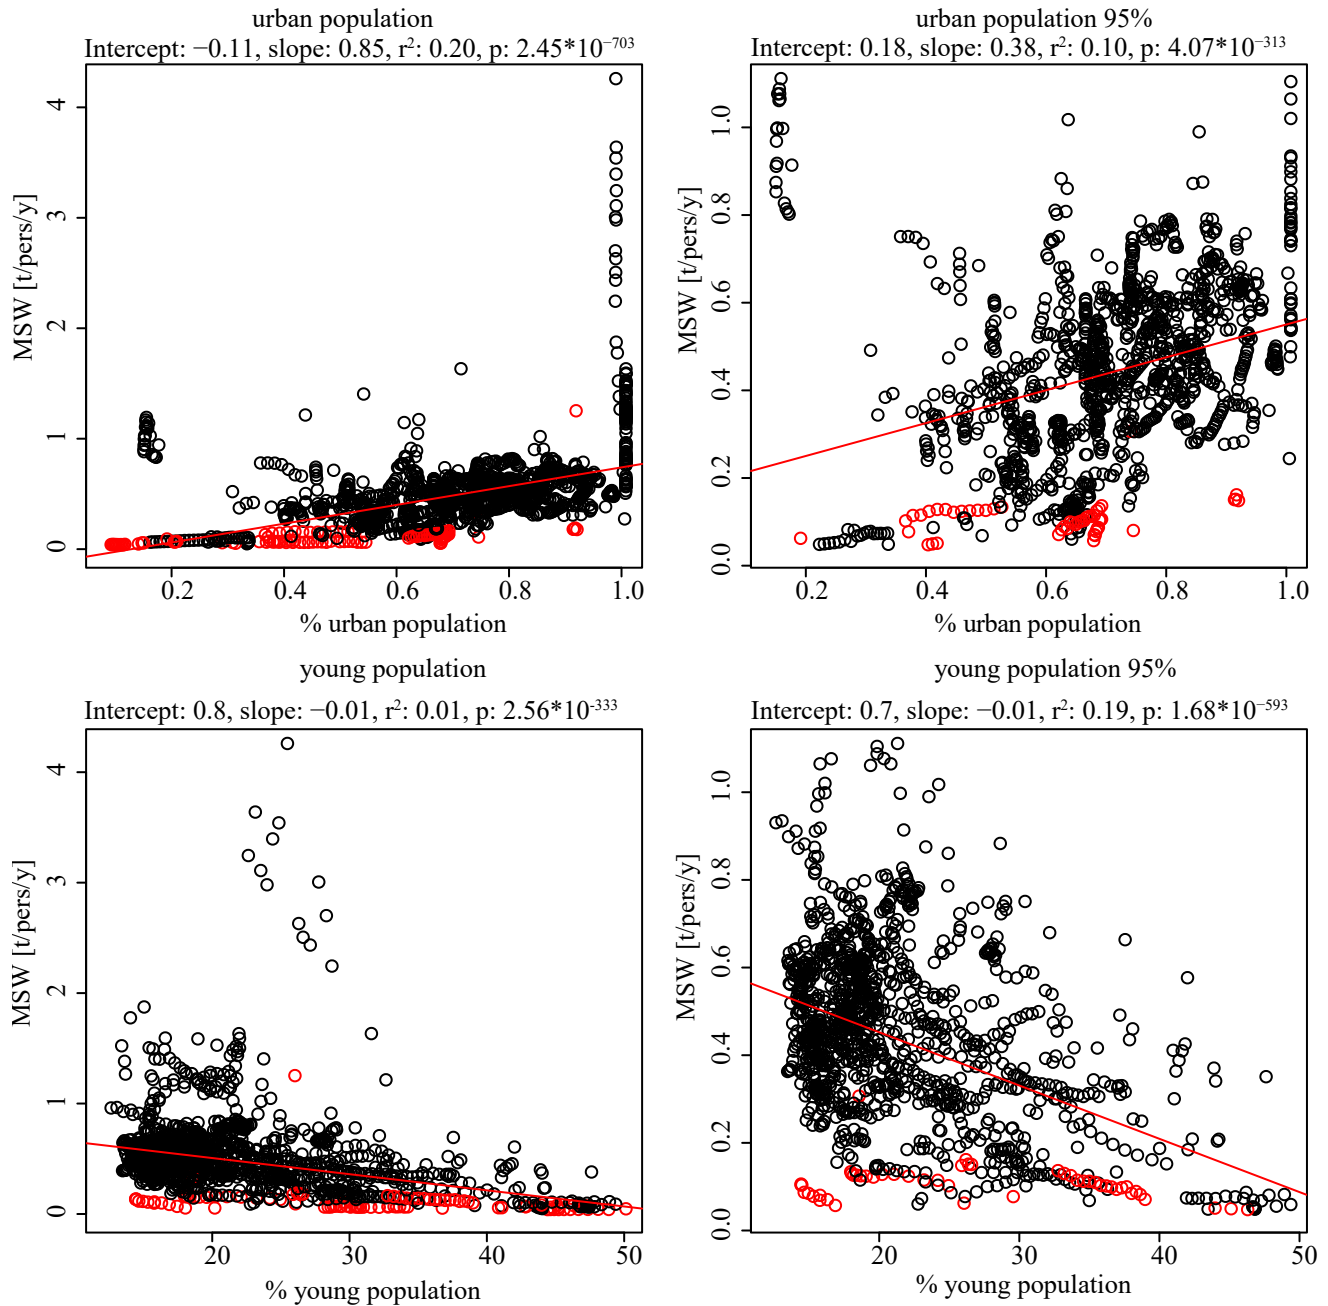 urban population
Intercept: −0.11, slope: 0.85, r²: 0.20, p: 2.45*10⁻⁷⁰³
MSW [t/pers/y]
4
3
2
1
0
0.2 0.4 0.6 0.8 1.0
% urban population
urban population 95%
Intercept: 0.18, slope: 0.38, r²: 0.10, p: 4.07*10⁻³¹³
MSW [t/pers/y]
1.0
0.8
0.6
0.4
0.2
0.0
0.2 0.4 0.6 0.8 1.0
% urban population
young population
Intercept: 0.8, slope: −0.01, r²: 0.01, p: 2.56*10⁻³³³
MSW [t/pers/y]
4
3
2
1
0
20 30 40 50
% young population
young population 95%
Intercept: 0.7, slope: −0.01, r²: 0.19, p: 1.68*10⁻⁵⁹³
MSW [t/pers/y]
1.0
0.8
0.6
0.4
0.2
0.0
20 30 40 50
% young population